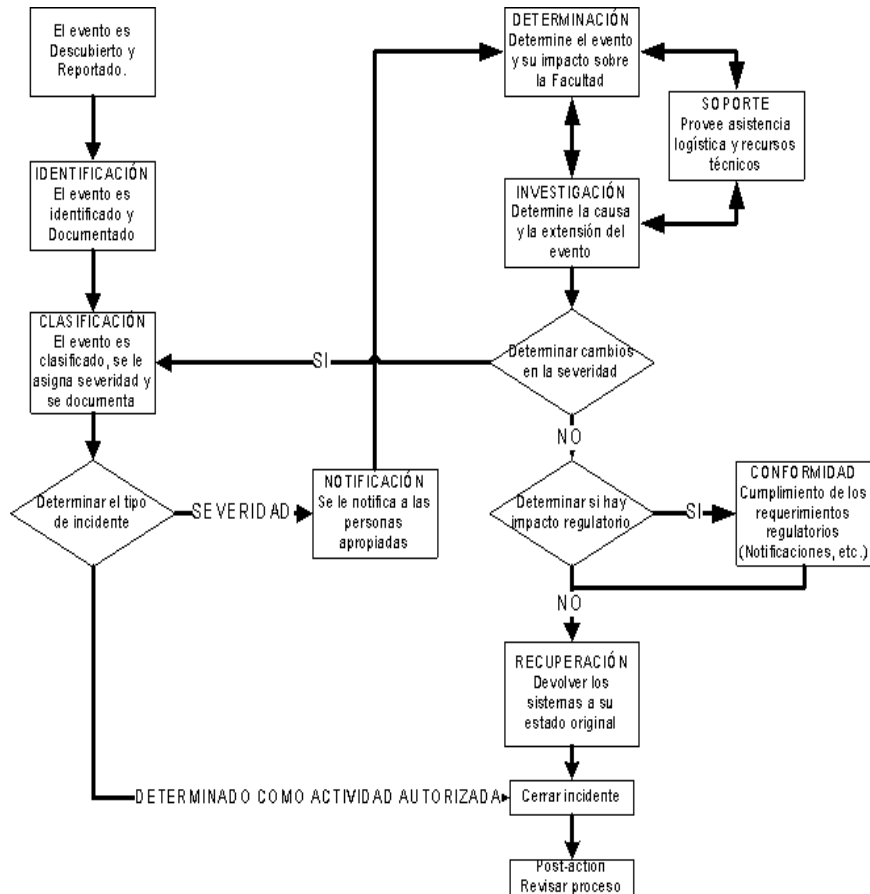 El evento es
Descubierto y
Reportado.
IDENTIFICACIÓN
El evento es
identificado y
Documentado
CLASIFICACIÓN
El evento es
clasificado, se le
asigna severidad y
se documenta
Determinar el tipo
de incidente
SEVERIDAD
NOTIFICACIÓN
Se le notifica a las
personas
apropiadas
DETERMINACIÓN
Determine el evento
y su impacto sobre
la Facultad
SOPORTE
Provee asistencia
logística y recursos
técnicos
INVESTIGACIÓN
Determine la causa
y la extensión del
evento
Determinar cambios
en la severidad
SI
NO
Determinar si hay
impacto regulatorio
SI
CONFORMIDAD
Cumplimiento de los
requerimientos
regulatorios
(Notificaciones, etc.)
NO
RECUPERACIÓN
Devolver los
sistemas a su
estado original
DETERMINADO COMO ACTIVIDAD AUTORIZADA
Cerrar incidente
Post-action
Revisar proceso